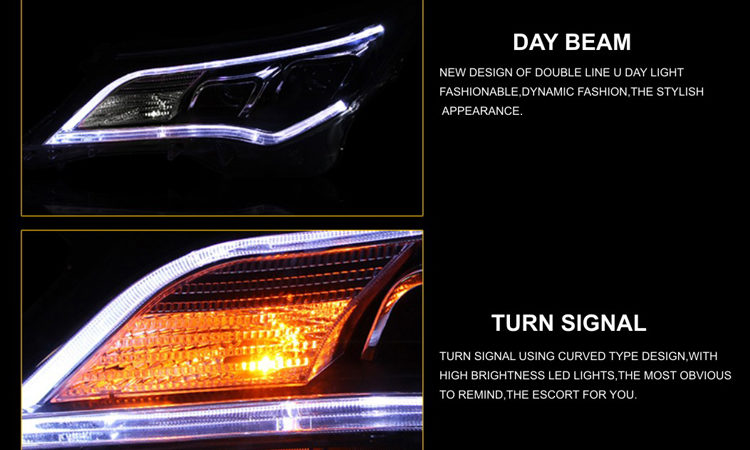 DAY BEAM
NEW DESIGN OF DOUBLE LINE U DAY LIGHT
FASHIONABLE,DYNAMIC FASHION,THE STYLISH
APPEARANCE.
TURN SIGNAL
TURN SIGNAL USING CURVED TYPE DESIGN,WITH
HIGH BRIGHTNESS LED LIGHTS,THE MOST OBVIOUS
TO REMIND,THE ESCORT FOR YOU.